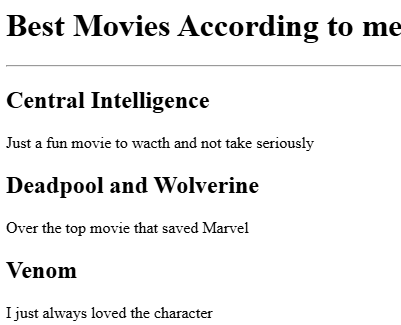 Best Movies According to me
Central Intelligence
Just a fun movie to wacth and not take seriously
Deadpool and Wolverine
Over the top movie that saved Marvel
Venom
I just always loved the character